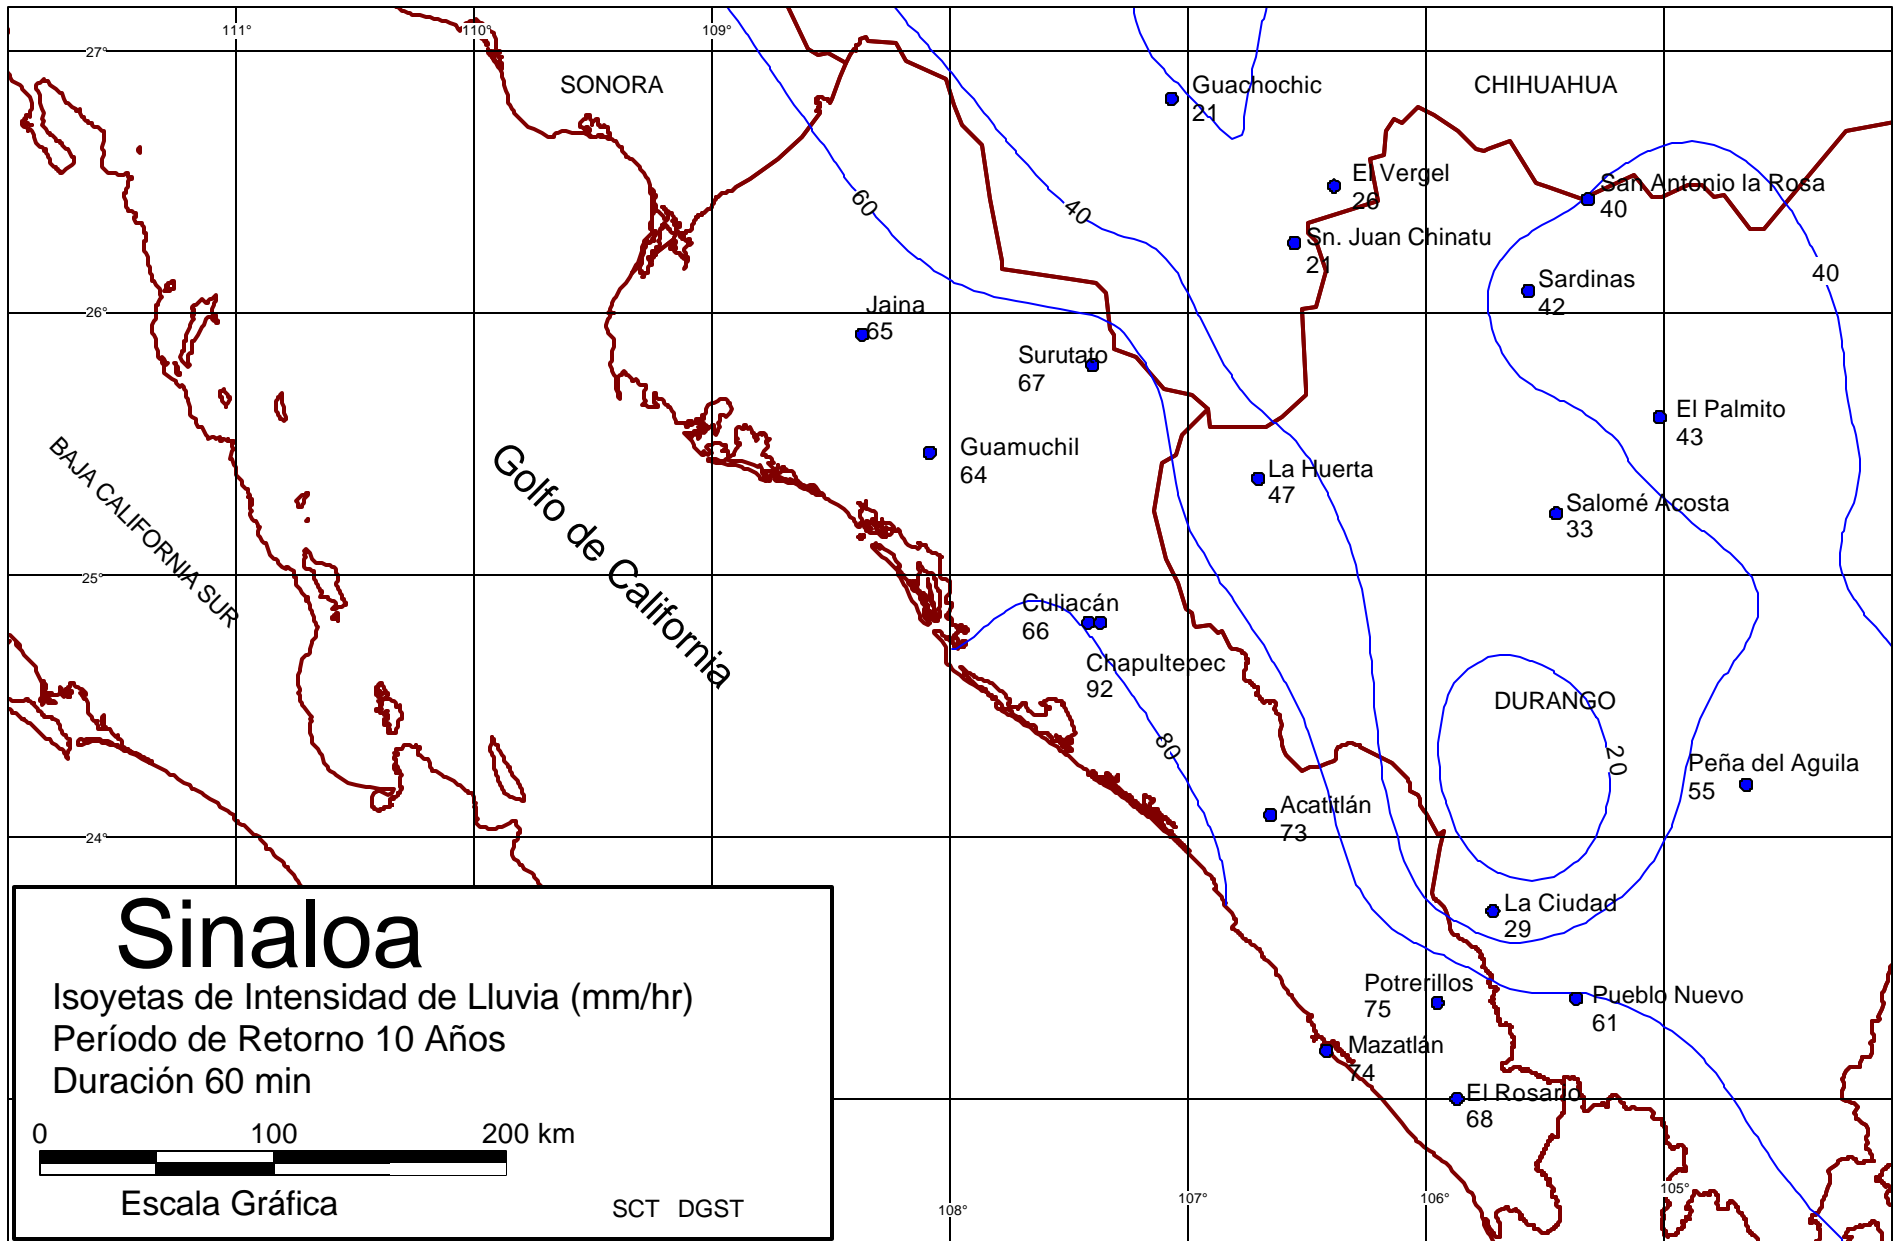 111°
110°
109°
27°
SONORA
Guachochic
21
CHIHUAHUA
El Vergel
26
San Antonio la Rosa
40
60
40
Sn. Juan Chinatu
21
40
Sardinas
42
26°
Jaina
65
Surutato
67
El Palmito
43
BAJA CALIFORNIA SUR
Golfo de California
Guamuchil
64
La Huerta
47
Salomé Acosta
33
25°
Culiacán
66
Chapultepec
92
DURANGO
80
20
Peña del Aguila
55
Acatitlán
73
24°
La Ciudad
29
Potrerillos
75
Pueblo Nuevo
61
Mazatlán
74
El Rosario
68
Sinaloa
Isoyetas de Intensidad de Lluvia (mm/hr)
Período de Retorno 10 Años
Duración 60 min
0 100 200 km
Escala Gráfica
SCT DGST
108°
107°
106°
105°